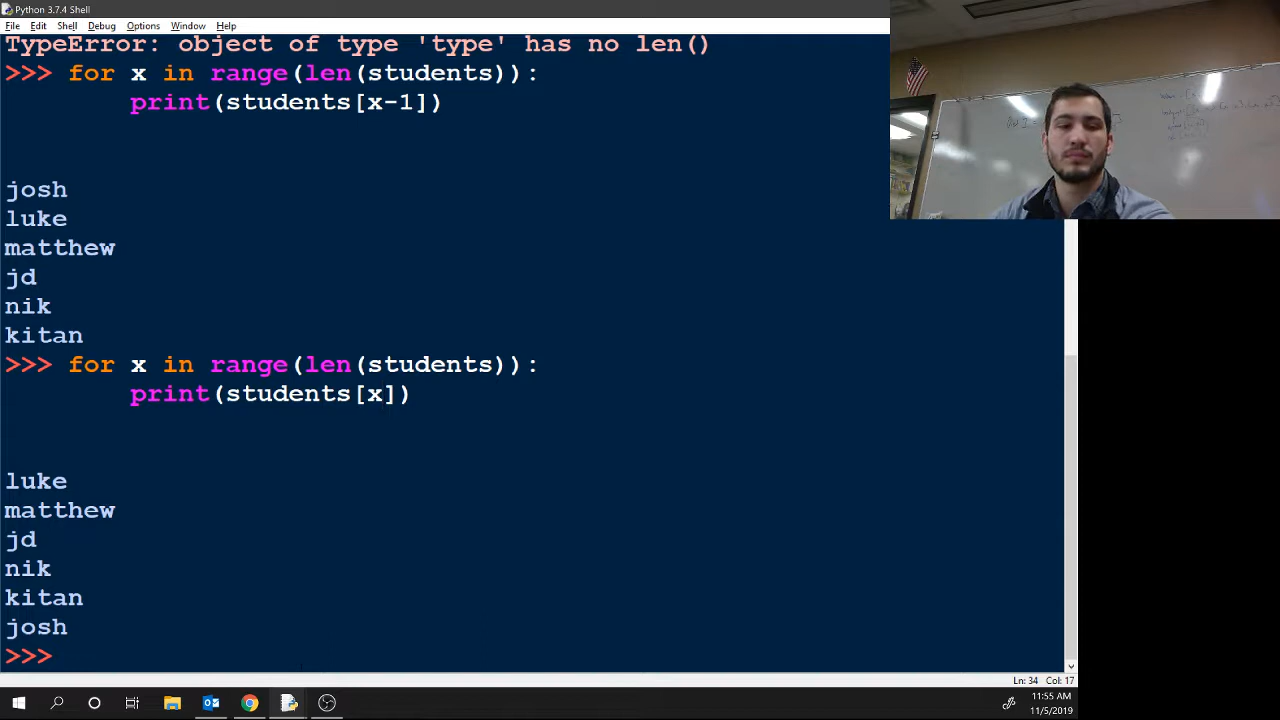 Python 3.7.4 Shell
File Edit Shell Debug Options Window Help
TypeError: object of type 'type' has no len()
>>> for x in range(len(students)):
        print(students[x-1])
josh
luke
matthew
jd
nik
kitan
>>> for x in range(len(students)):
        print(students[x])
luke
matthew
jd
nik
kitan
josh
>>>
Ln: 34 Col: 17
11:55 AM
11/5/2019